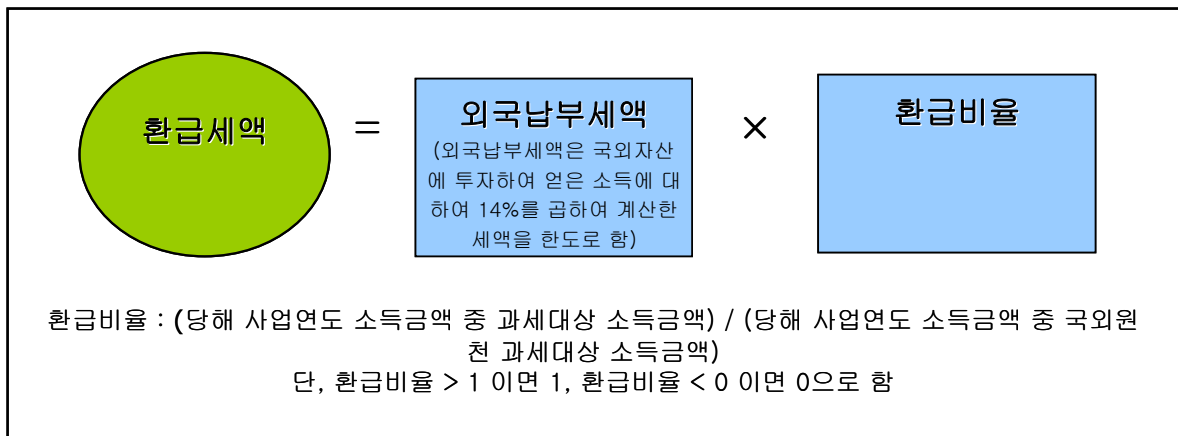 환급세액
=
외국납부세액
(외국납부세액은 국외자산
에 투자하여 얻은 소득에 대
하여 14%를 곱하여 계산한
세액을 한도로 함)
×
환급비율
환급비율 : (당해 사업연도 소득금액 중 과세대상 소득금액) / (당해 사업연도 소득금액 중 국외원
천 과세대상 소득금액)
단, 환급비율 > 1 이면 1, 환급비율 < 0 이면 0으로 함